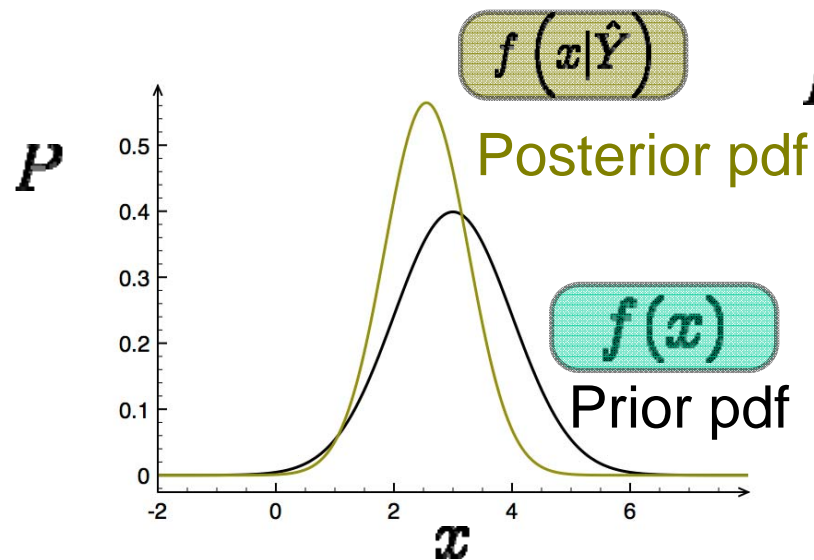 f(x|Ŷ)
Posterior pdf
P
0.5
0.4
0.3
0.2
0.1
0
f(x)
Prior pdf
-2 0 2 4 6
x